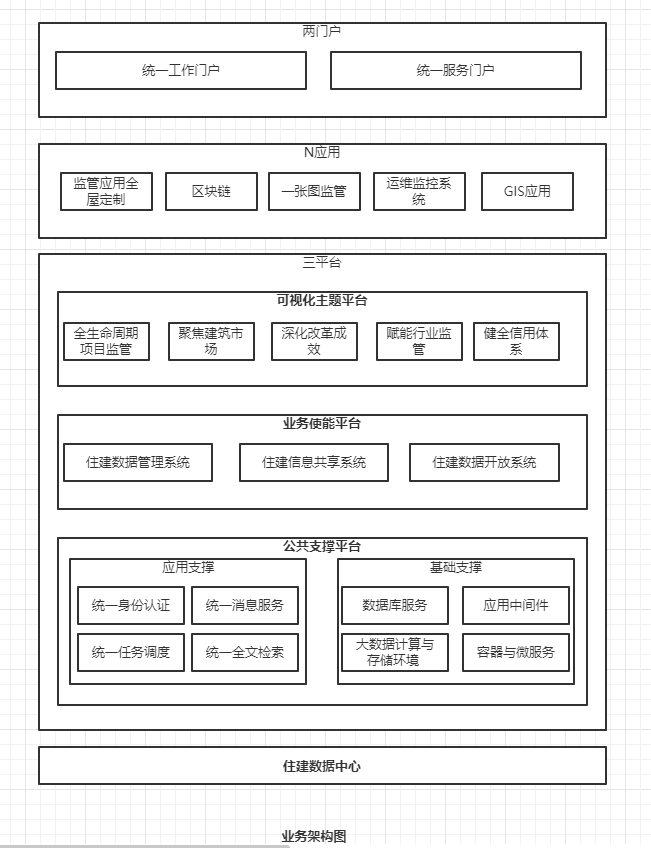 两门户
统一工作门户
统一服务门户
N应用
监管应用全
屋定制
区块链
一张图监管
运维监控系
统
GIS应用
三平台
可视化主题平台
全生命周期
项目监管
聚焦建筑市
场
深化改革成
效
赋能行业监
管
健全信用体
系
业务使能平台
住建数据管理系统
住建信息共享系统
住建数据开放系统
公共支撑平台
应用支撑
统一身份认证
统一消息服务
统一任务调度
统一全文检索
基础支撑
数据库服务
应用中间件
大数据计算与
存储环境
容器与微服务
住建数据中心
业务架构图